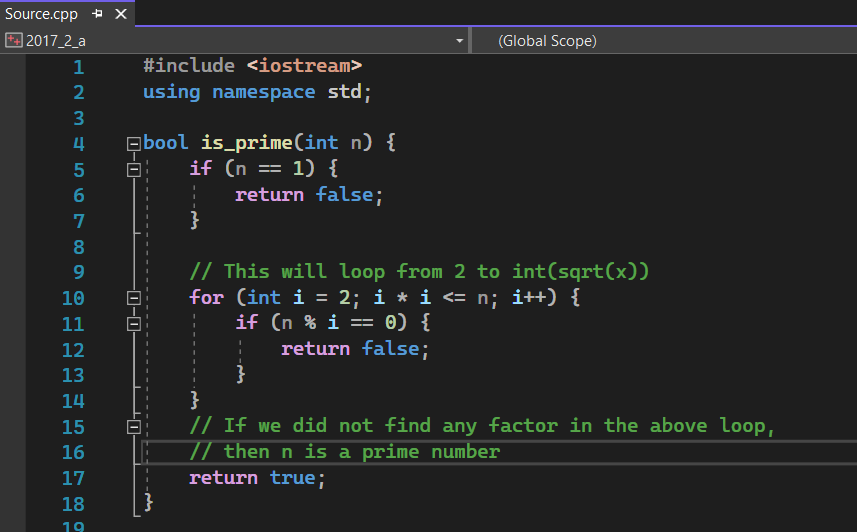 Source.cpp
2017_2_a (Global Scope)
1 #include <iostream>
2 using namespace std;
3
4 bool is_prime(int n) {
5 if (n == 1) {
6 return false;
7 }
8
9 // This will loop from 2 to int(sqrt(x))
10 for (int i = 2; i * i <= n; i++) {
11 if (n % i == 0) {
12 return false;
13 }
14 }
15 // If we did not find any factor in the above loop,
16 // then n is a prime number
17 return true;
18 }
19